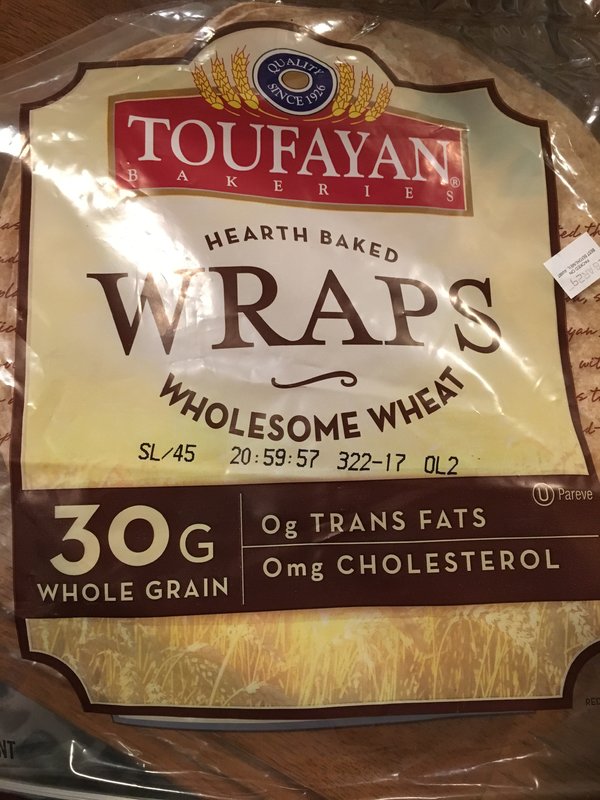 QUALITY
SINCE 1926
TOUFAYAN®
BAKERIES
HEARTH BAKED
WRAPS
WHOLESOME WHEAT
SL/45 20:59:57 322-17 OL2
U Pareve
30G
WHOLE GRAIN
0g TRANS FATS
0mg CHOLESTEROL